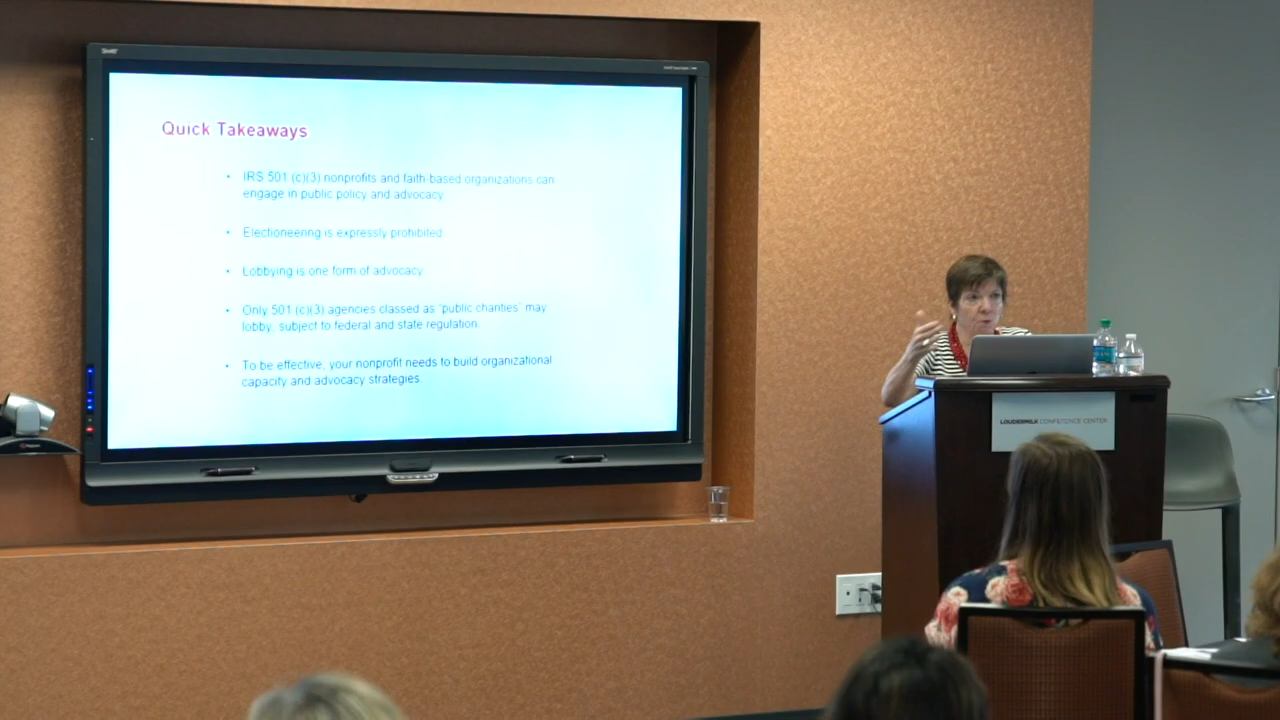 SMART
Quick Takeaways
• IRS 501 (c)(3) nonprofits and faith-based organizations can
engage in public policy and advocacy.
• Electioneering is expressly prohibited.
• Lobbying is one form of advocacy.
• Only 501 (c)(3) agencies classed as "public charities" may
lobby, subject to federal and state regulation.
• To be effective, your nonprofit needs to build organizational
capacity and advocacy strategies.
LOUDERMILK CONFERENCE CENTER